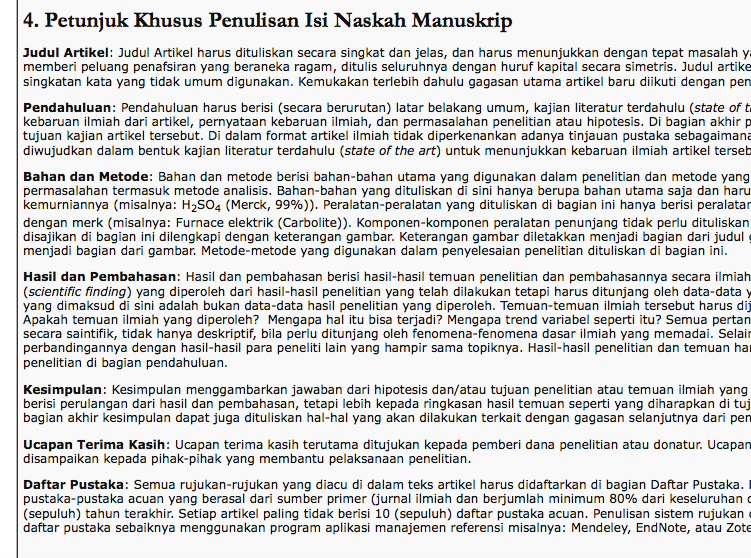 4. Petunjuk Khusus Penulisan Isi Naskah Manuskrip
Judul Artikel: Judul Artikel harus dituliskan secara singkat dan jelas, dan harus menunjukkan dengan tepat masalah
memberi peluang penafsiran yang beraneka ragam, ditulis seluruhnya dengan huruf kapital secara simetris. Judul
singkatan kata yang tidak umum digunakan. Kemukakan terlebih dahulu gagasan utama artikel baru diikuti dengan
Pendahuluan: Pendahuluan harus berisi (secara berurutan) latar belakang umum, kajian literatur terdahulu (state of
kebaruan ilmiah dari artikel, pernyataan kebaruan ilmiah, dan permasalahan penelitian atau hipotesis. Di bagian akhir
tujuan kajian artikel tersebut. Di dalam format artikel ilmiah tidak diperkenankan adanya tinjauan pustaka
diwujudkan dalam bentuk kajian literatur terdahulu (state of the art) untuk menunjukkan kebaruan ilmiah artikel
Bahan dan Metode: Bahan dan metode berisi bahan-bahan utama yang digunakan dalam penelitian dan metode
permasalahan termasuk metode analisis. Bahan-bahan yang dituliskan di sini hanya berupa bahan utama saja dan
kemurniannya (misalnya: H2SO4 (Merck, 99%)). Peralatan-peralatan yang dituliskan di bagian ini hanya berisi
dengan merk (misalnya: Furnace elektrik (Carbolite)). Komponen-komponen peralatan penunjang tidak perlu dituliskan
disajikan di bagian ini dilengkapi dengan keterangan gambar. Keterangan gambar diletakkan menjadi bagian dari judul
menjadi bagian dari gambar. Metode-metode yang digunakan dalam penyelesaian penelitian dituliskan di bagian ini.
Hasil dan Pembahasan: Hasil dan pembahasan berisi hasil-hasil temuan penelitian dan pembahasannya secara ilmiah
(scientific finding) yang diperoleh dari hasil-hasil penelitian yang telah dilakukan tetapi harus ditunjang oleh data-data
yang dimaksud di sini adalah bukan data-data hasil penelitian yang diperoleh. Temuan-temuan ilmiah tersebut harus
Apakah temuan ilmiah yang diperoleh? Mengapa hal itu bisa terjadi? Mengapa trend variabel seperti itu? Semua
secara saintifik, tidak hanya deskriptif, bila perlu ditunjang oleh fenomena-fenomena dasar ilmiah yang memadai.
perbandingannya dengan hasil-hasil para peneliti lain yang hampir sama topiknya. Hasil-hasil penelitian dan temuan
penelitian di bagian pendahuluan.
Kesimpulan: Kesimpulan menggambarkan jawaban dari hipotesis dan/atau tujuan penelitian atau temuan ilmiah yang
berisi perulangan dari hasil dan pembahasan, tetapi lebih kepada ringkasan hasil temuan seperti yang diharapkan di
bagian akhir kesimpulan dapat juga dituliskan hal-hal yang akan dilakukan terkait dengan gagasan selanjutnya dari
Ucapan Terima Kasih: Ucapan terima kasih terutama ditujukan kepada pemberi dana penelitian atau donatur.
disampaikan kepada pihak-pihak yang membantu pelaksanaan penelitian.
Daftar Pustaka: Semua rujukan-rujukan yang diacu di dalam teks artikel harus didaftarkan di bagian Daftar Pustaka.
pustaka-pustaka acuan yang berasal dari sumber primer (jurnal ilmiah dan berjumlah minimum 80% dari keseluruhan
(sepuluh) tahun terakhir. Setiap artikel paling tidak berisi 10 (sepuluh) daftar pustaka acuan. Penulisan sistem rujukan
daftar pustaka sebaiknya menggunakan program aplikasi manajemen referensi misalnya: Mendeley, EndNote, atau